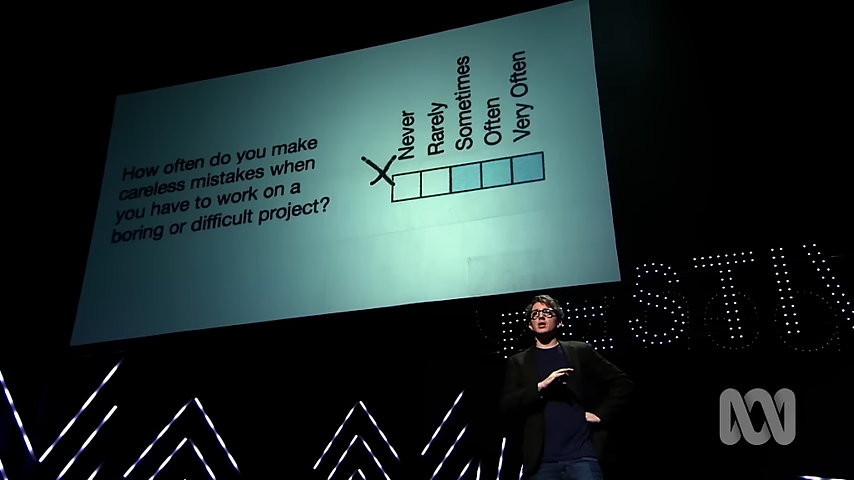 How often do you make
careless mistakes when
you have to work on a
boring or difficult project?
Never
Rarely
Sometimes
Often
Very Often
X